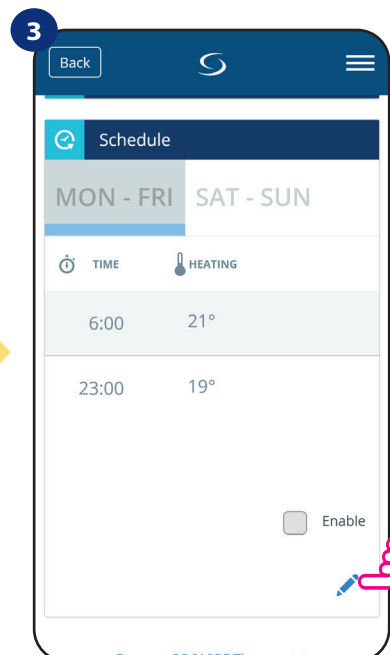 3
Back
Schedule
MON - FRI SAT - SUN
TIME HEATING
6:00 21°
23:00 19°
Enable